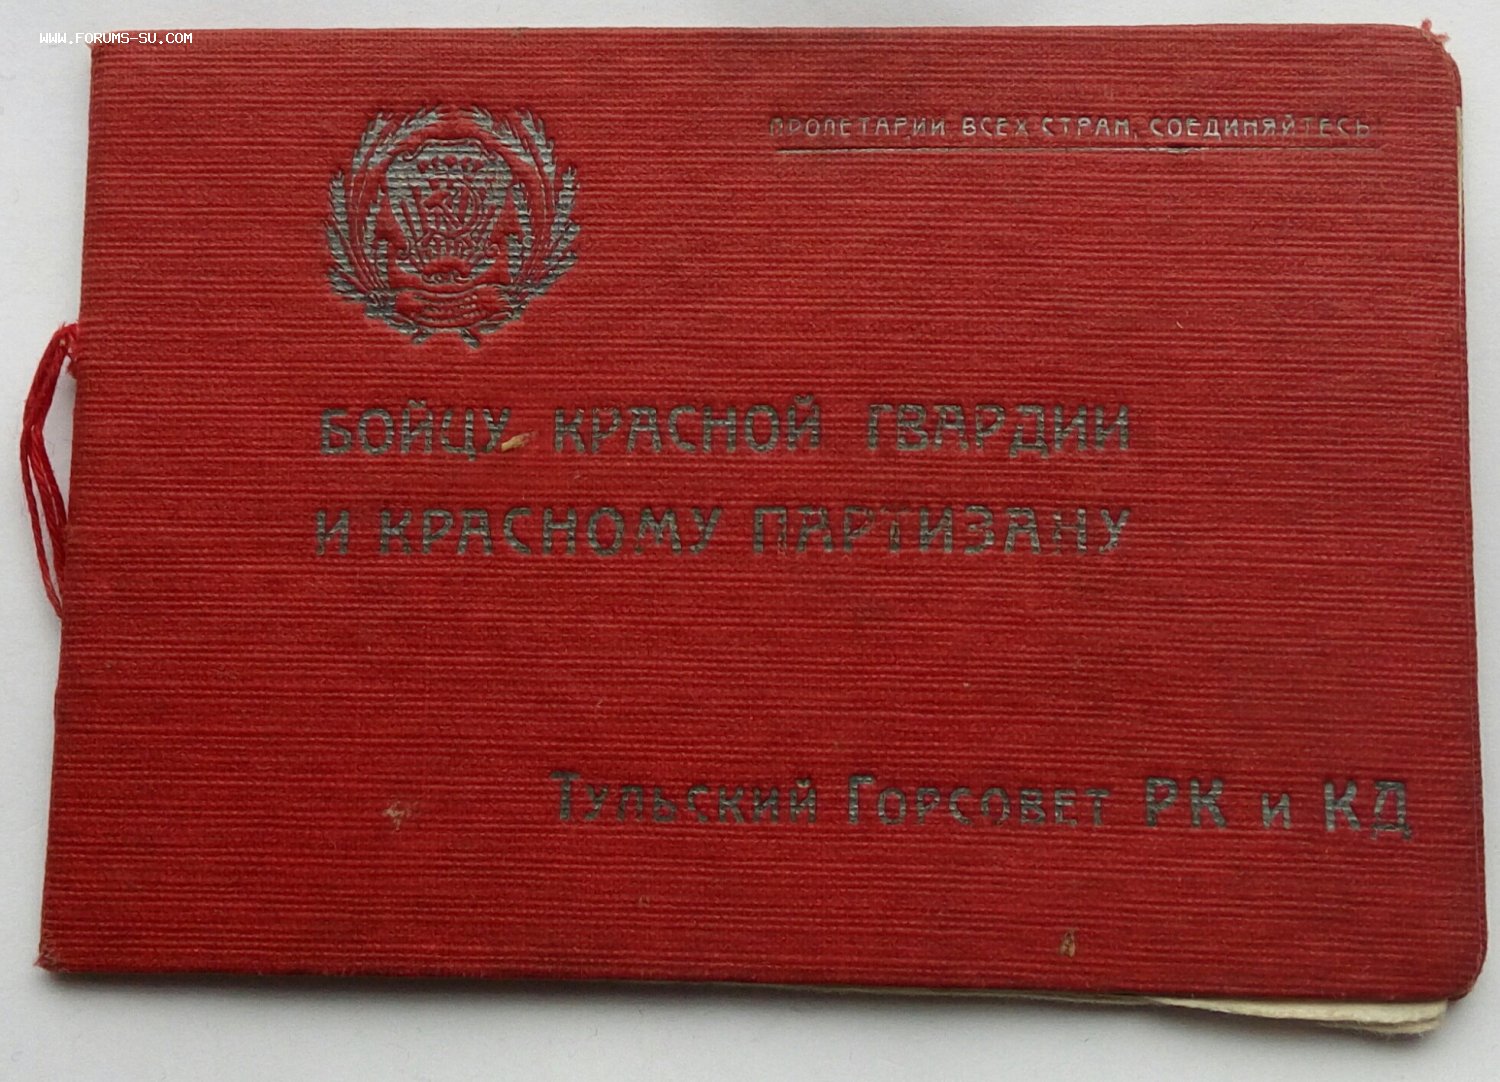 www.forums-su.com
ПРОЛЕТАРИИ ВСЕХ СТРАН, СОЕДИНЯЙТЕСЬ!
БОЙЦУ КРАСНОЙ ГВАРДИИ
И КРАСНОМУ ПАРТИЗАНУ
ТУЛЬСКИЙ ГОРСОВЕТ РК и КД